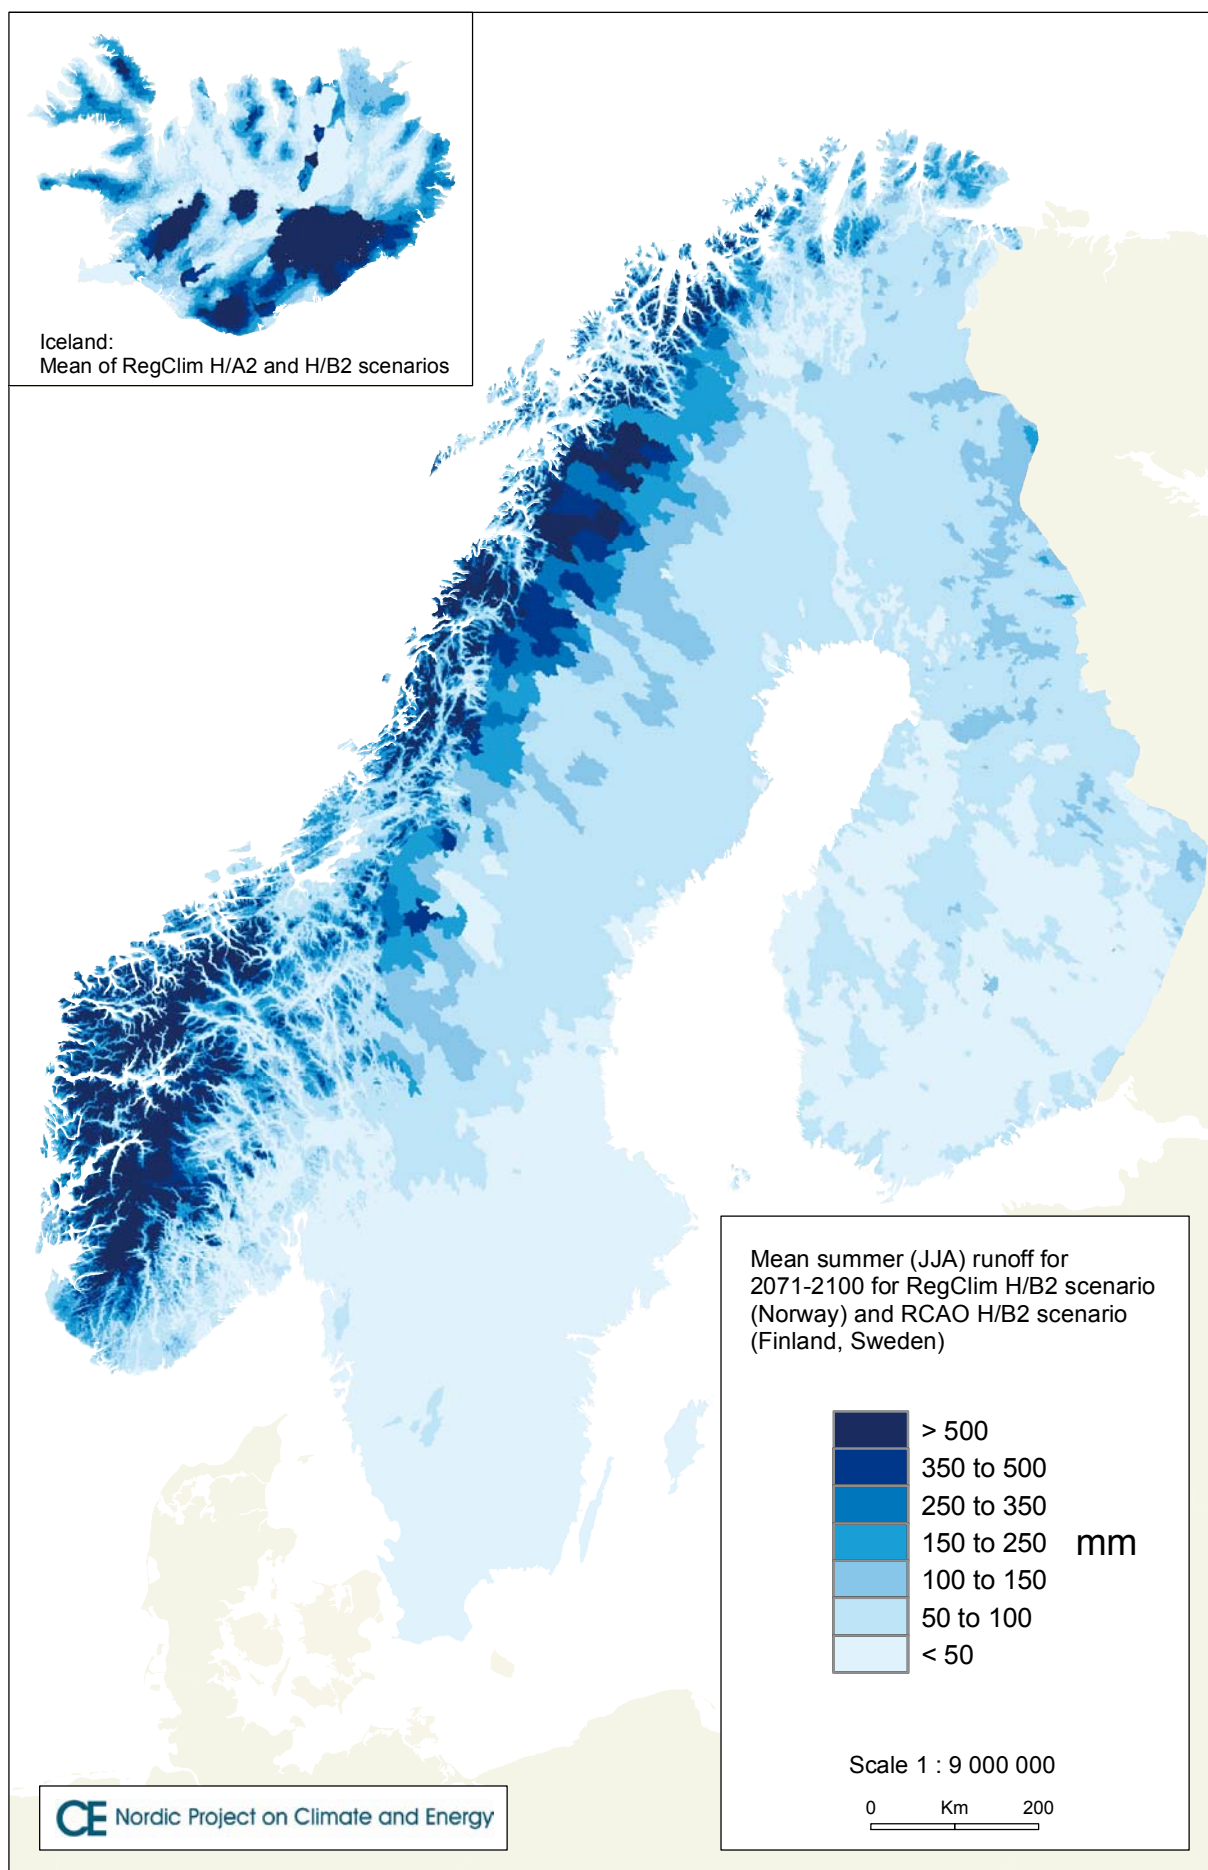 Iceland:
Mean of RegClim H/A2 and H/B2 scenarios
Mean summer (JJA) runoff for
2071-2100 for RegClim H/B2 scenario
(Norway) and RCAO H/B2 scenario
(Finland, Sweden)
> 500
350 to 500
250 to 350
150 to 250 mm
100 to 150
50 to 100
< 50
Scale 1 : 9 000 000
0 Km 200
CE Nordic Project on Climate and Energy